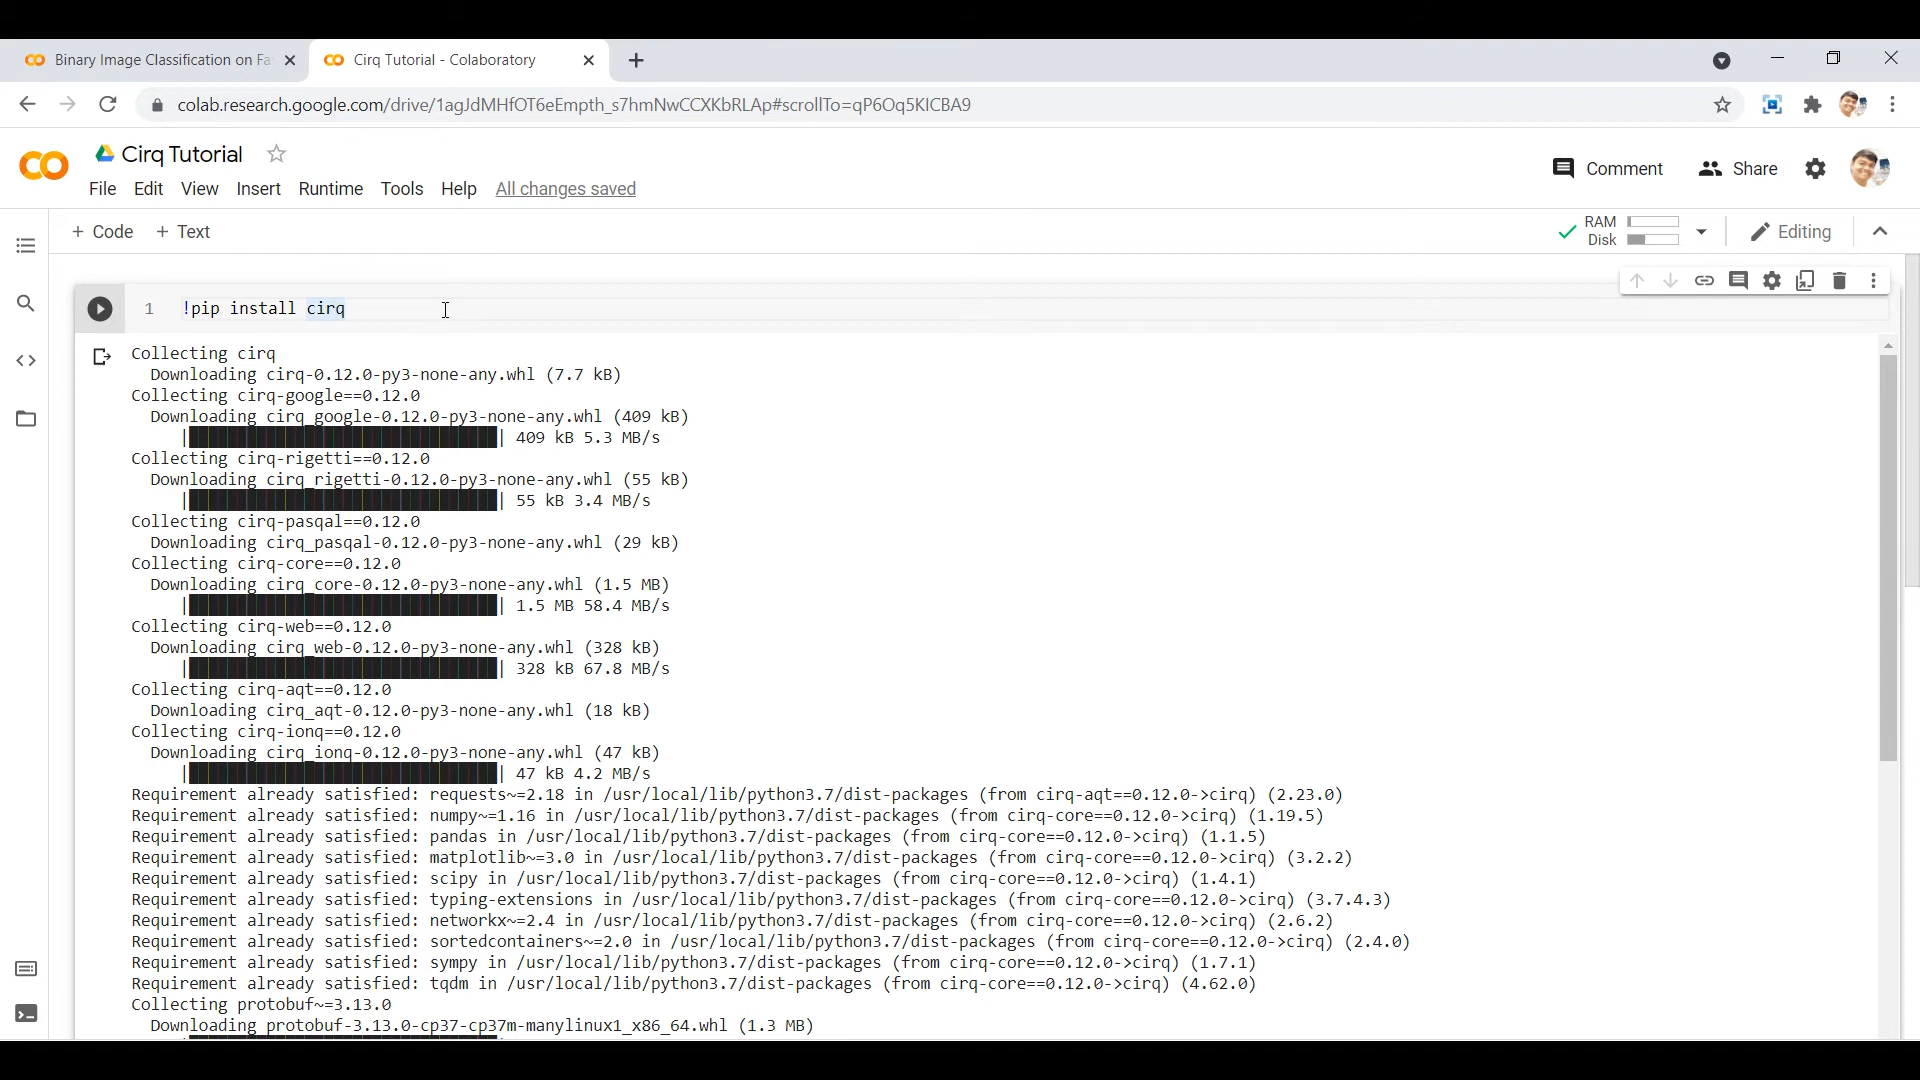 Binary Image Classification on Fa
Cirq Tutorial - Colaboratory
colab.research.google.com/drive/1agJdMHfOT6eEmpth_s7hmNwCCXKbRLAp#scrollTo=qP6Oq5KICBA9
Cirq Tutorial
Comment
Share
File Edit View Insert Runtime Tools Help All changes saved
+ Code + Text
RAM
Disk
Editing
1 !pip install cirq
Collecting cirq
Downloading cirq-0.12.0-py3-none-any.whl (7.7 kB)
Collecting cirq-google==0.12.0
Downloading cirq_google-0.12.0-py3-none-any.whl (409 kB)
|████████████████████████████████| 409 kB 5.3 MB/s
Collecting cirq-rigetti==0.12.0
Downloading cirq_rigetti-0.12.0-py3-none-any.whl (55 kB)
|████████████████████████████████| 55 kB 3.4 MB/s
Collecting cirq-pasqal==0.12.0
Downloading cirq_pasqal-0.12.0-py3-none-any.whl (29 kB)
Collecting cirq-core==0.12.0
Downloading cirq_core-0.12.0-py3-none-any.whl (1.5 MB)
|████████████████████████████████| 1.5 MB 58.4 MB/s
Collecting cirq-web==0.12.0
Downloading cirq_web-0.12.0-py3-none-any.whl (328 kB)
|████████████████████████████████| 328 kB 67.8 MB/s
Collecting cirq-aqt==0.12.0
Downloading cirq_aqt-0.12.0-py3-none-any.whl (18 kB)
Collecting cirq-ionq==0.12.0
Downloading cirq_ionq-0.12.0-py3-none-any.whl (47 kB)
|████████████████████████████████| 47 kB 4.2 MB/s
Requirement already satisfied: requests~=2.18 in /usr/local/lib/python3.7/dist-packages (from cirq-aqt==0.12.0->cirq) (2.23.0)
Requirement already satisfied: numpy~=1.16 in /usr/local/lib/python3.7/dist-packages (from cirq-core==0.12.0->cirq) (1.19.5)
Requirement already satisfied: pandas in /usr/local/lib/python3.7/dist-packages (from cirq-core==0.12.0->cirq) (1.1.5)
Requirement already satisfied: matplotlib~=3.0 in /usr/local/lib/python3.7/dist-packages (from cirq-core==0.12.0->cirq) (3.2.2)
Requirement already satisfied: scipy in /usr/local/lib/python3.7/dist-packages (from cirq-core==0.12.0->cirq) (1.4.1)
Requirement already satisfied: typing-extensions in /usr/local/lib/python3.7/dist-packages (from cirq-core==0.12.0->cirq) (3.7.4.3)
Requirement already satisfied: networkx~=2.4 in /usr/local/lib/python3.7/dist-packages (from cirq-core==0.12.0->cirq) (2.6.2)
Requirement already satisfied: sortedcontainers~=2.0 in /usr/local/lib/python3.7/dist-packages (from cirq-core==0.12.0->cirq) (2.4.0)
Requirement already satisfied: sympy in /usr/local/lib/python3.7/dist-packages (from cirq-core==0.12.0->cirq) (1.7.1)
Requirement already satisfied: tqdm in /usr/local/lib/python3.7/dist-packages (from cirq-core==0.12.0->cirq) (4.62.0)
Collecting protobuf~=3.13.0
Downloading protobuf-3.13.0-cp37-cp37m-manylinux1_x86_64.whl (1.3 MB)